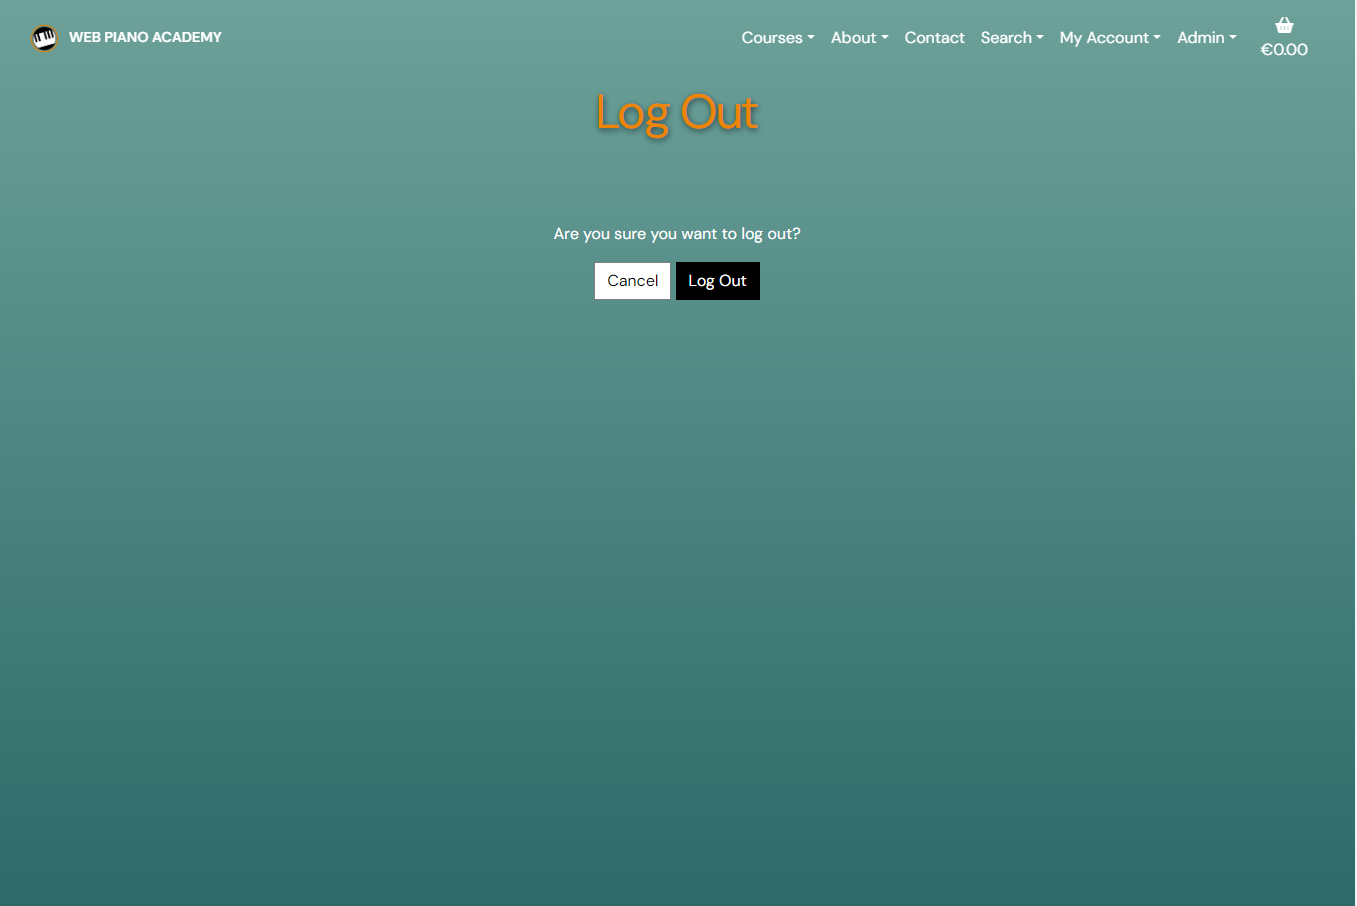 WEB PIANO ACADEMY
Courses About Contact Search My Account Admin
€0.00
Log Out
Are you sure you want to log out?
Cancel Log Out